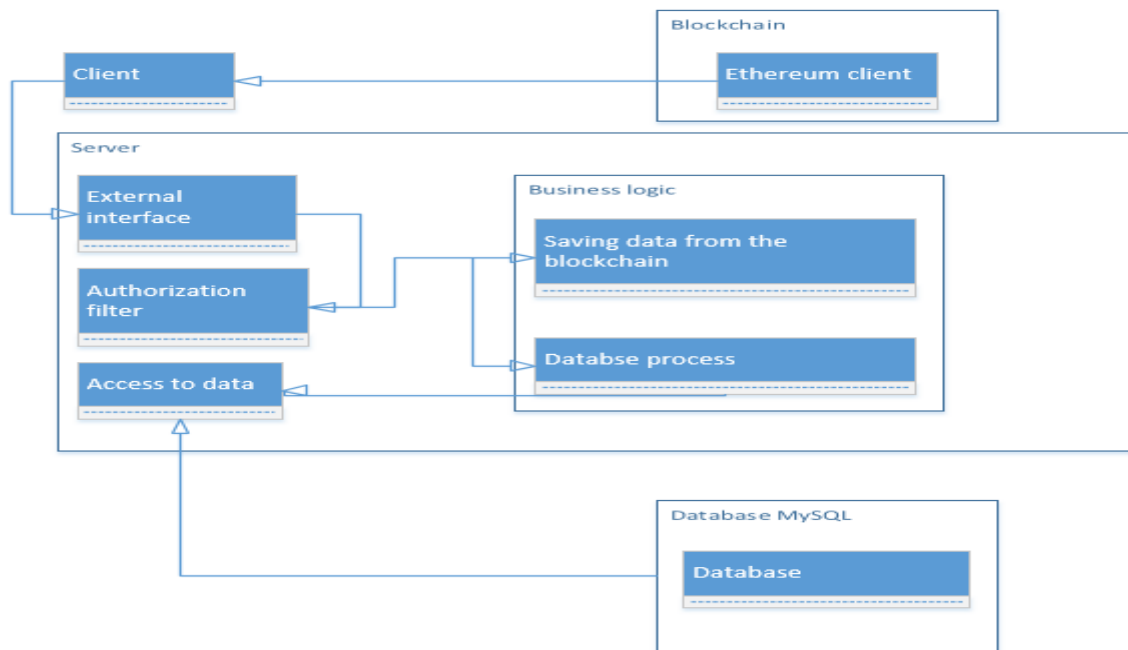 Blockchain
Client
Ethereum client
Server
External
interface
Business logic
Saving data from the
blockchain
Authorization
filter
Databse process
Access to data
Database MySQL
Database